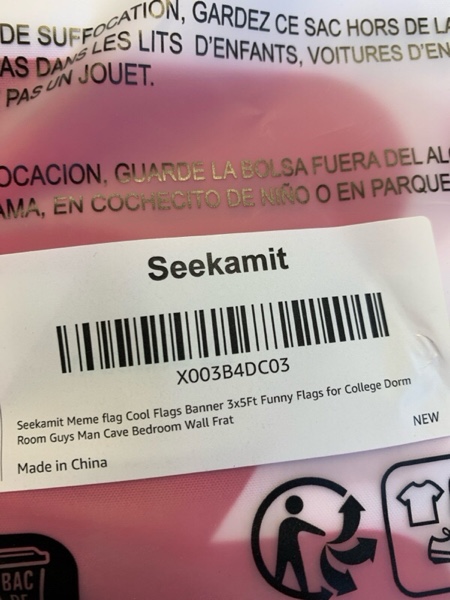 DE SUFFOCATION, GARDEZ CE SAC HORS DE LA
PAS DANS LES LITS D'ENFANTS, VOITURES D'EN
PAS UN JOUET.
OCACION, GUARDE LA BOLSA FUERA DEL AL
AMA, EN COCHECITO DE NIÑO O EN PARQUE
Seekamit
X003B4DC03
Seekamit Meme flag Cool Flags Banner 3x5Ft Funny Flags for College Dorm
Room Guys Man Cave Bedroom Wall Frat
NEW
Made in China
BAC
DE